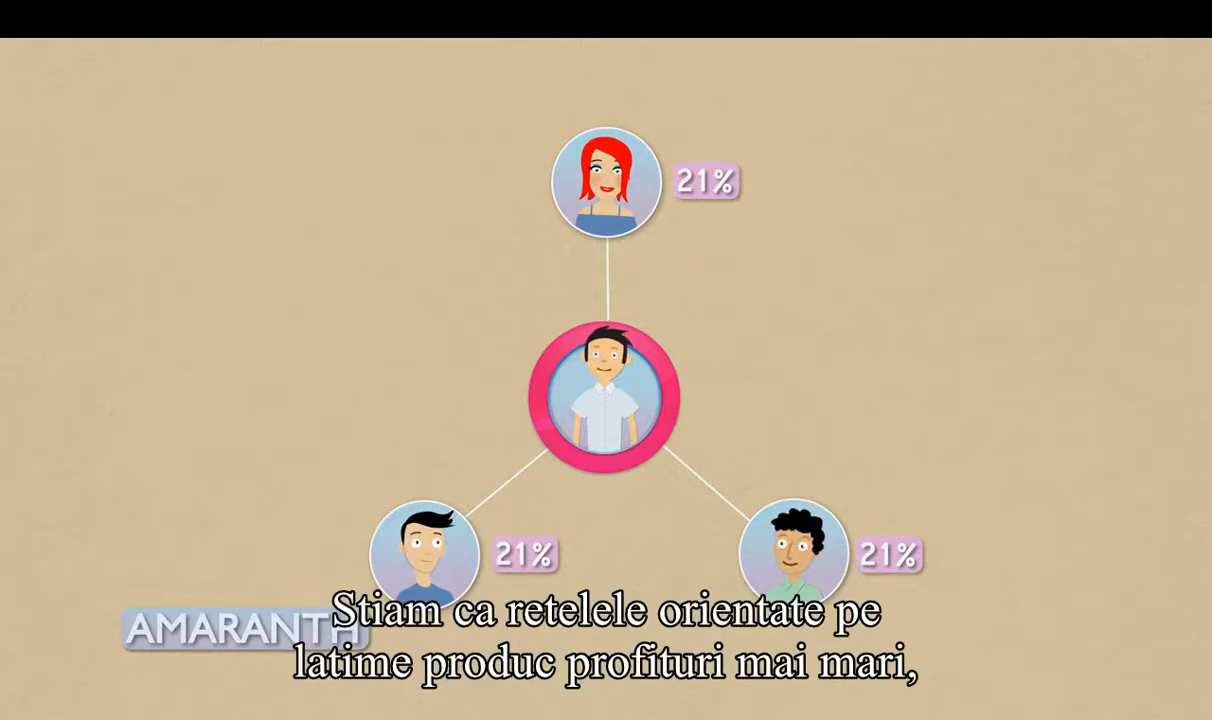 21%
21%
21%
AMARANTH
Stiam ca retelele orientate pe
latime produc profituri mai mari,